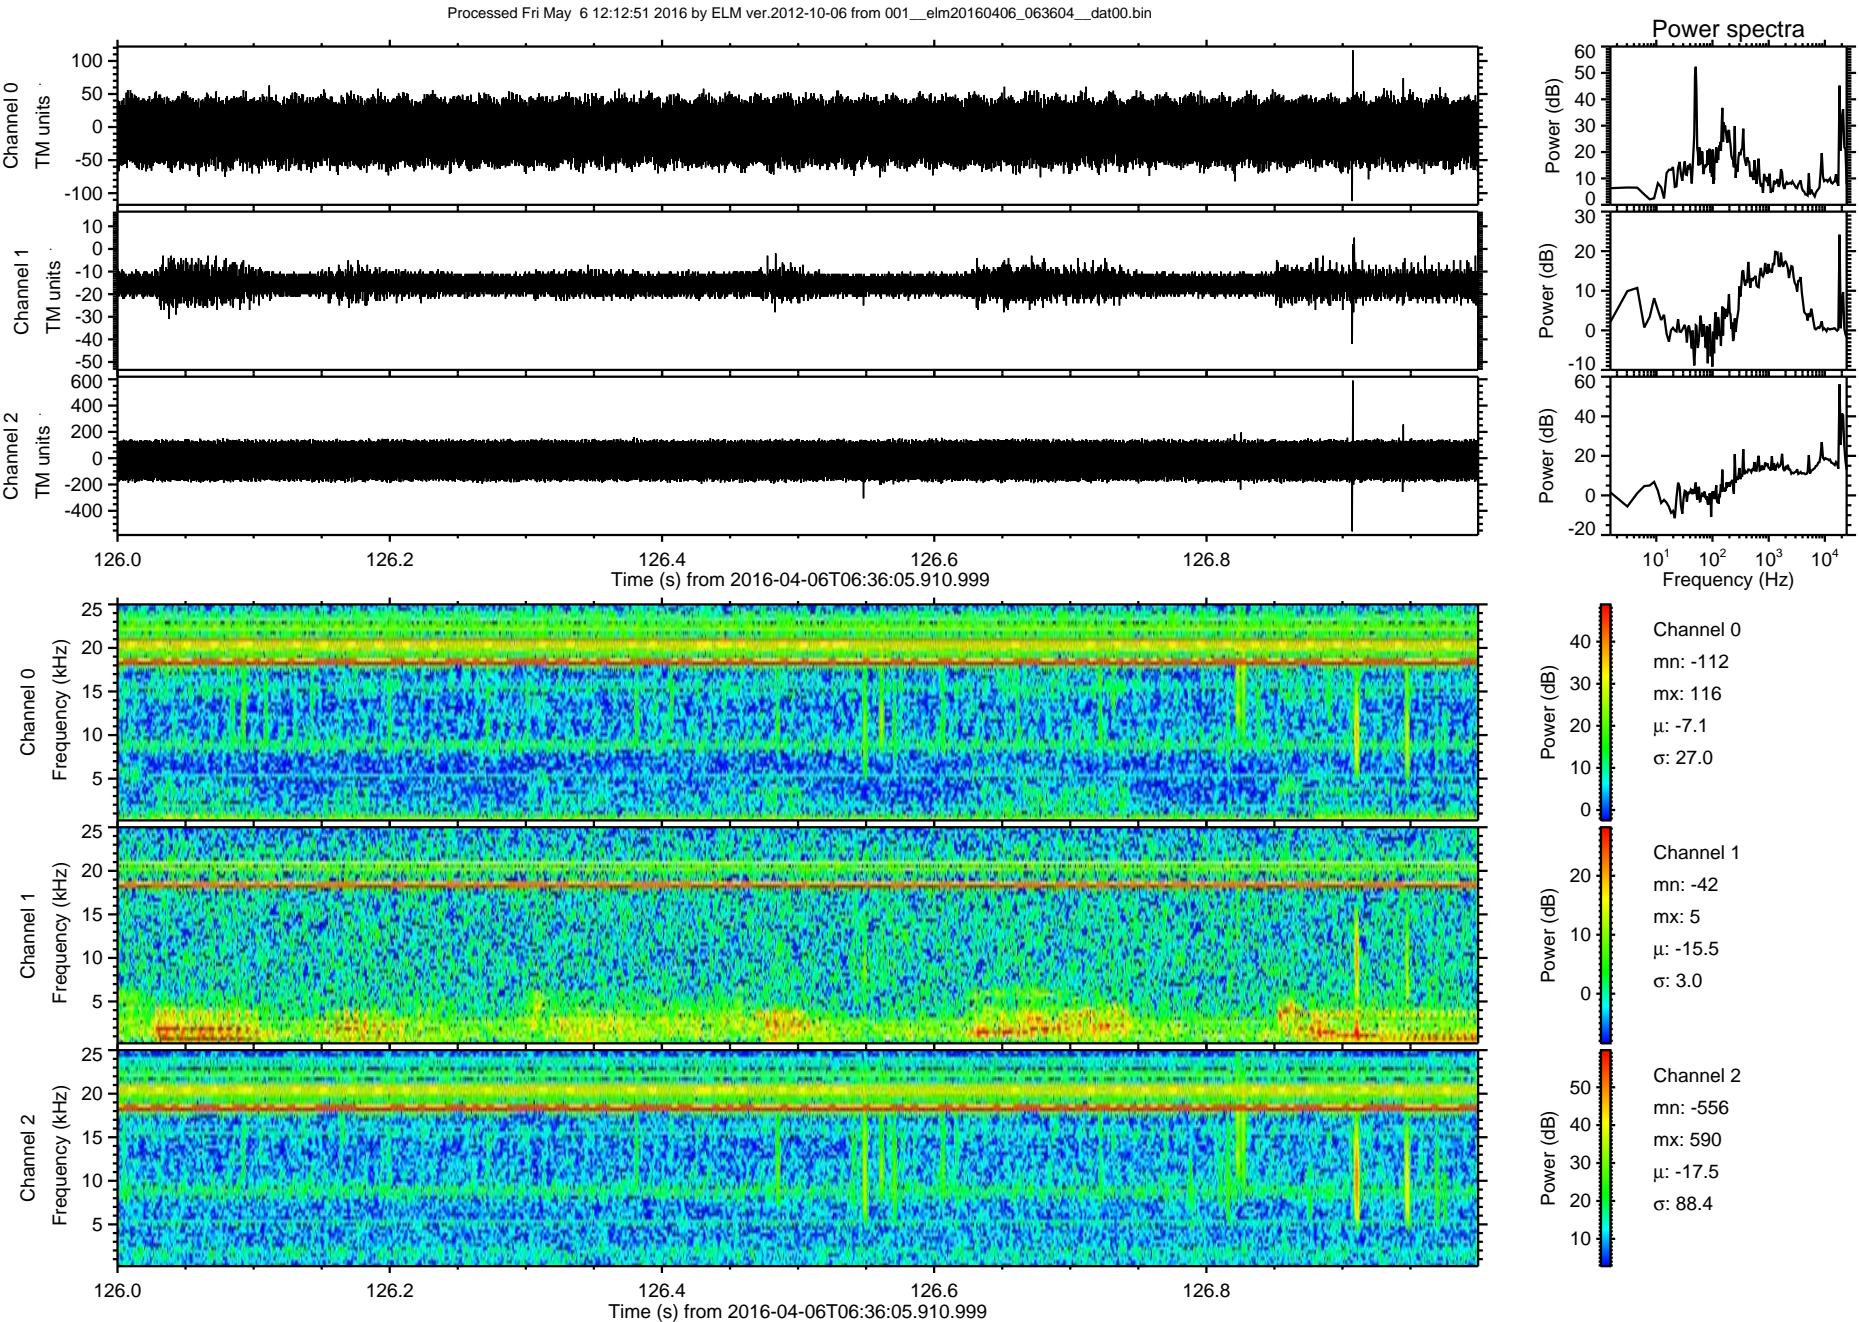 Processed Fri May  6 12:12:51 2016 by ELM ver.2012-10-06 from 001__elm20160406_063604__dat00.bin
Power spectra
Channel 0
TM units
100
50
0
-50
-100
Power (dB)
60
50
40
30
20
10
0
Channel 1
TM units
10
0
-10
-20
-30
-40
-50
Power (dB)
30
20
10
0
-10
Channel 2
TM units
600
400
200
0
-200
-400
Power (dB)
60
40
20
0
-20
126.0 126.2 126.4 126.6 126.8
Time (s) from 2016-04-06T06:36:05.910.999
10^1 10^2 10^3 10^4
Frequency (Hz)
Channel 0
Frequency (kHz)
25
20
15
10
5
Power (dB)
40
30
20
10
0
Channel 0
mn: -112
mx: 116
μ: -7.1
σ: 27.0
Channel 1
Frequency (kHz)
25
20
15
10
5
Power (dB)
20
10
0
Channel 1
mn: -42
mx: 5
μ: -15.5
σ: 3.0
Channel 2
Frequency (kHz)
25
20
15
10
5
Power (dB)
50
40
30
20
10
Channel 2
mn: -556
mx: 590
μ: -17.5
σ: 88.4
126.0 126.2 126.4 126.6 126.8
Time (s) from 2016-04-06T06:36:05.910.999